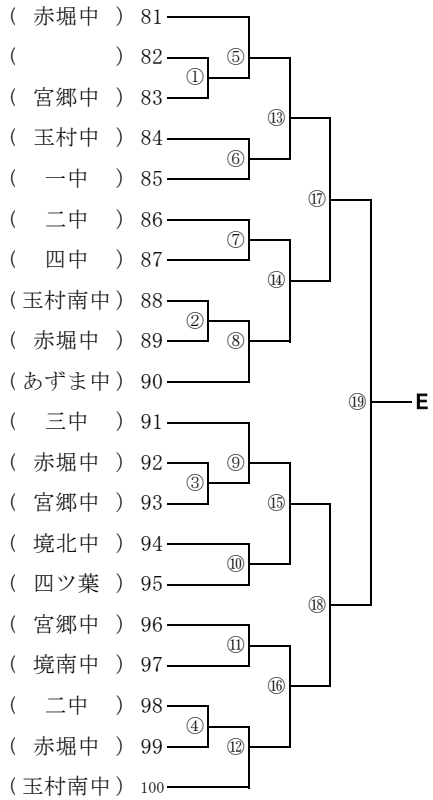 ( 赤堀中 ) 81
( ) 82
( 宮郷中 ) 83
( 玉村中 ) 84
( 一中 ) 85
( 二中 ) 86
( 四中 ) 87
(玉村南中) 88
( 赤堀中 ) 89
(あずま中) 90
( 三中 ) 91
( 赤堀中 ) 92
( 宮郷中 ) 93
( 境北中 ) 94
( 四ツ葉 ) 95
( 宮郷中 ) 96
( 境南中 ) 97
( 二中 ) 98
( 赤堀中 ) 99
(玉村南中) 100
①
②
③
④
⑤
⑥
⑦
⑧
⑨
⑩
⑪
⑫
⑬
⑭
⑮
⑯
⑰
⑱
⑲
E